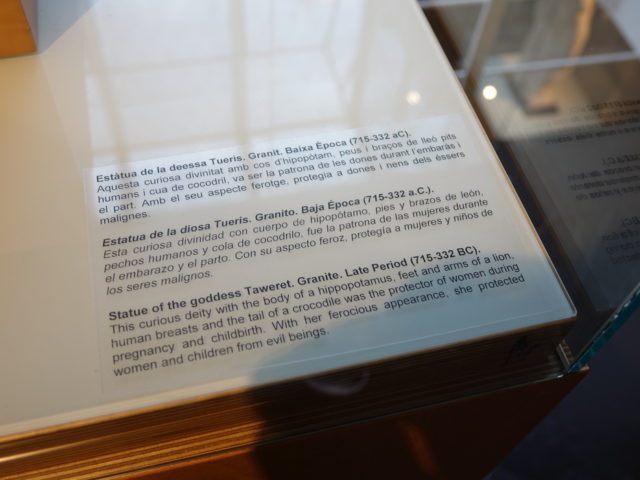 Estàtua de la deessa Tueris. Granit. Baixa Època (715-332 aC).
Aquesta curiosa divinitat amb cos d'hipopòtam, peus i braços de lleó pits
humans i cua de cocodril, va ser la patrona de les dones durant l'embaràs i
el part. Amb el seu aspecte ferotge, protegia a dones i nens dels éssers
malignes.
Estatua de la diosa Tueris. Granito. Baja Época (715-332 a.C.).
Esta curiosa divinidad con cuerpo de hipopótamo, pies y brazos de león,
pechos humanos y cola de cocodrilo, fue la patrona de las mujeres durante
el embarazo y el parto. Con su aspecto feroz, protegía a mujeres y niños de
los seres malignos.
Statue of the goddess Taweret. Granite. Late Period (715-332 BC).
This curious deity with the body of a hippopotamus, feet and arms of a lion,
human breasts and the tail of a crocodile was the protector of women during
pregnancy and childbirth. With her ferocious appearance, she protected
women and children from evil beings.